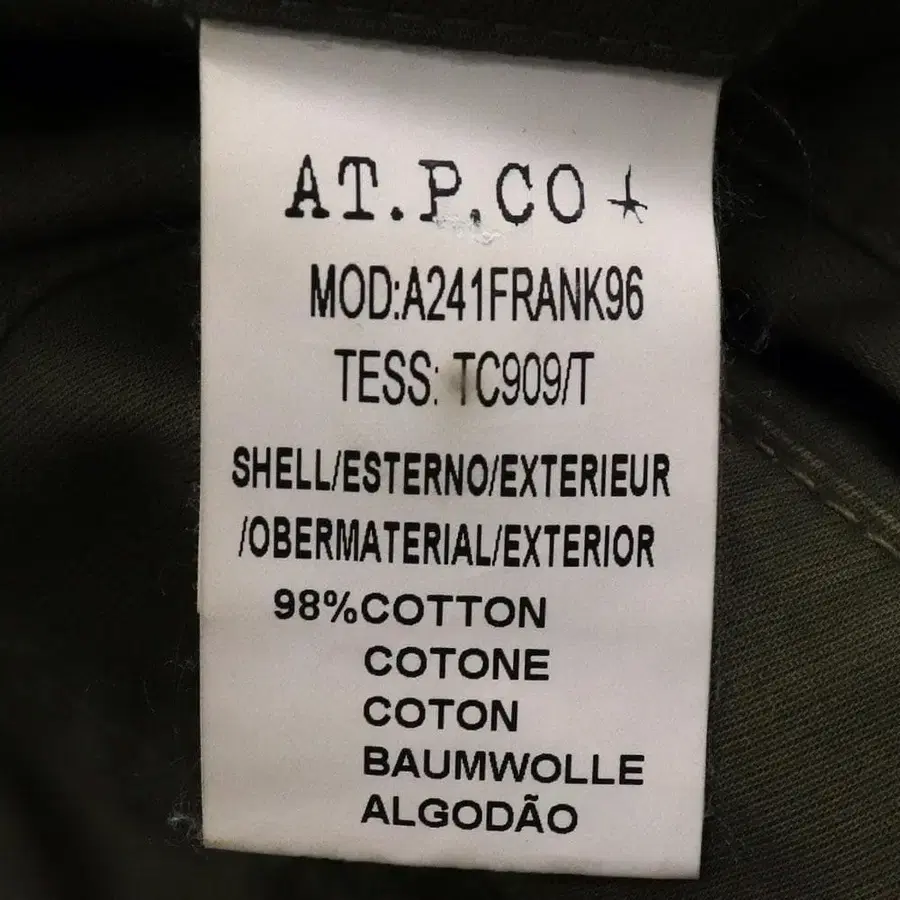 AT.P.CO
MOD:A241FRANK96
TESS: TC909/T
SHELL/ESTERNO/EXTERIEUR
/OBERMATERIAL/EXTERIOR
98%COTTON
COTONE
COTON
BAUMWOLLE
ALGODÃO